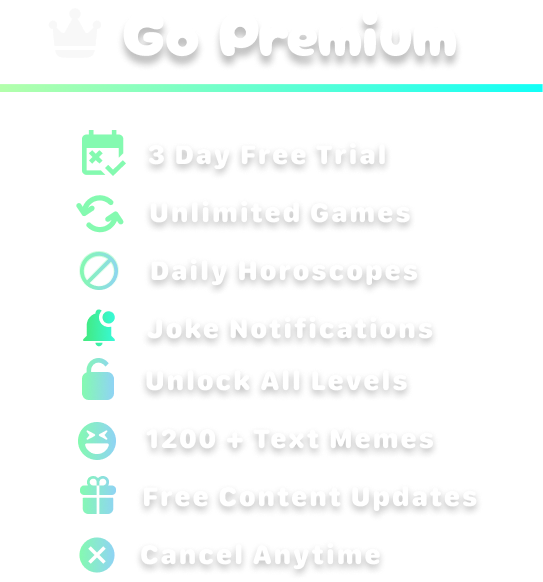 Go Premium
3 Day Free Trial
Unlimited Games
Daily Horoscopes
Joke Notifications
Unlock All Levels
1200 + Text Memes
Free Content Updates
Cancel Anytime